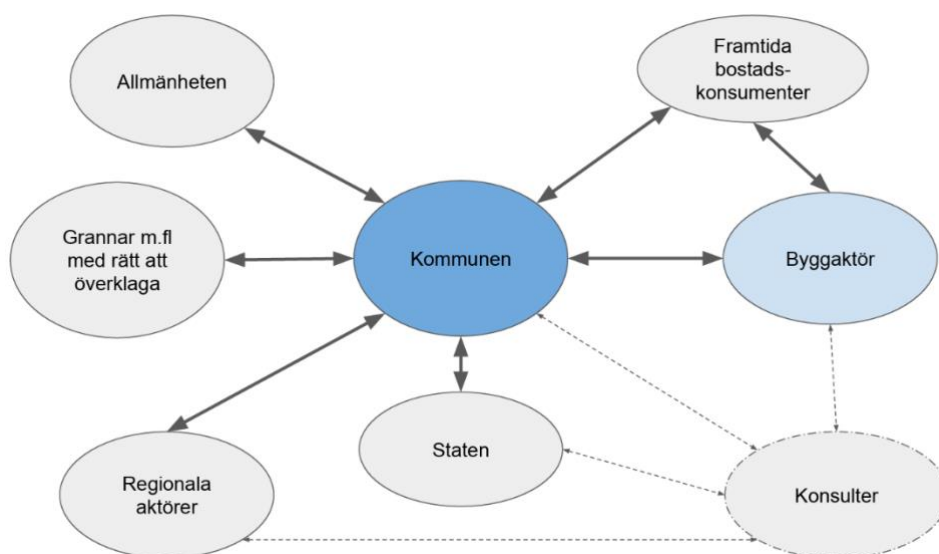 Allmänheten
Framtida
bostads-
konsumenter
Grannar m.fl
med rätt att
överklaga
Kommunen
Byggaktör
Staten
Regionala
aktörer
Konsulter